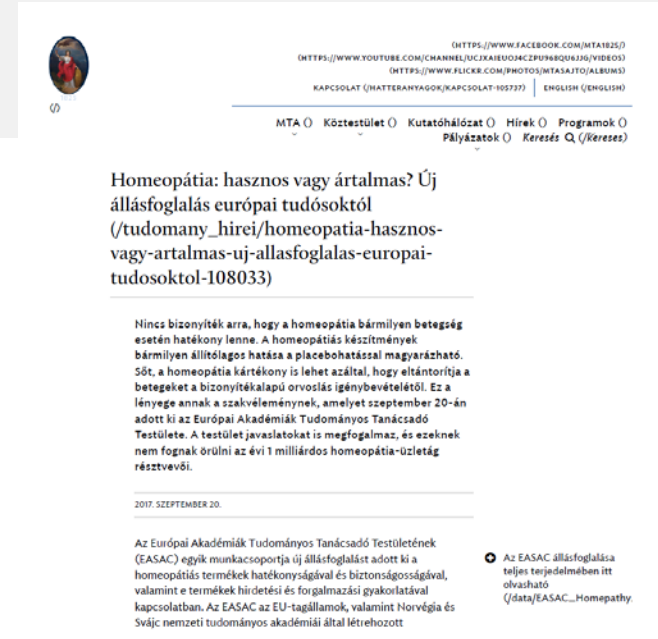 (HTTPS://WWW.FACEBOOK.COM/MTA1825/)
(HTTPS://WWW.YOUTUBE.COM/CHANNEL/UCJXAIEUOJ4CZPU968QU6JJG/VIDEOS)
(HTTPS://WWW.FLICKR.COM/PHOTOS/MTASAJTO/ALBUMS)
KAPCSOLAT (/HATTERANYAGOK/KAPCSOLAT-105737) ENGLISH (/ENGLISH)
(/)
MTA () Köztestület () Kutatóhálózat () Hírek () Programok ()
Pályázatok () Keresés (/Kereses)
Homeopátia: hasznos vagy ártalmas? Új
állásfoglalás európai tudósoktól
(/tudomany_hirei/homeopatia-hasznos-
vagy-artalmas-uj-allasfoglalas-europai-
tudosoktol-108033)
Nincs bizonyíték arra, hogy a homeopátia bármilyen betegség
esetén hatékony lenne. A homeopátiás készítmények
bármilyen állítólagos hatása a placebohatással magyarázható.
Sőt, a homeopátia kártékony is lehet azáltal, hogy eltántorítja a
betegeket a bizonyítékalapú orvoslás igénybevételétől. Ez a
lényege annak a szakvéleménynek, amelyet szeptember 20-án
adott ki az Európai Akadémiák Tudományos Tanácsadó
Testülete. A testület javaslatokat is megfogalmaz, és ezeknek
nem fognak örülni az évi 1 milliárdos homeopátia-üzletág
résztvevői.
2017. SZEPTEMBER 20.
Az Európai Akadémiák Tudományos Tanácsadó Testületének
(EASAC) egyik munkacsoportja új állásfoglalást adott ki a
homeopátiás termékek hatékonyságával és biztonságosságával,
valamint e termékek hirdetési és forgalmazási gyakorlatával
kapcsolatban. Az EASAC az EU-tagállamok, valamint Norvégia és
Svájc nemzeti tudományos akadémiái által létrehozott
Az EASAC állásfoglalása
teljes terjedelmében itt
olvasható
(/data/EASAC_Homepathy.